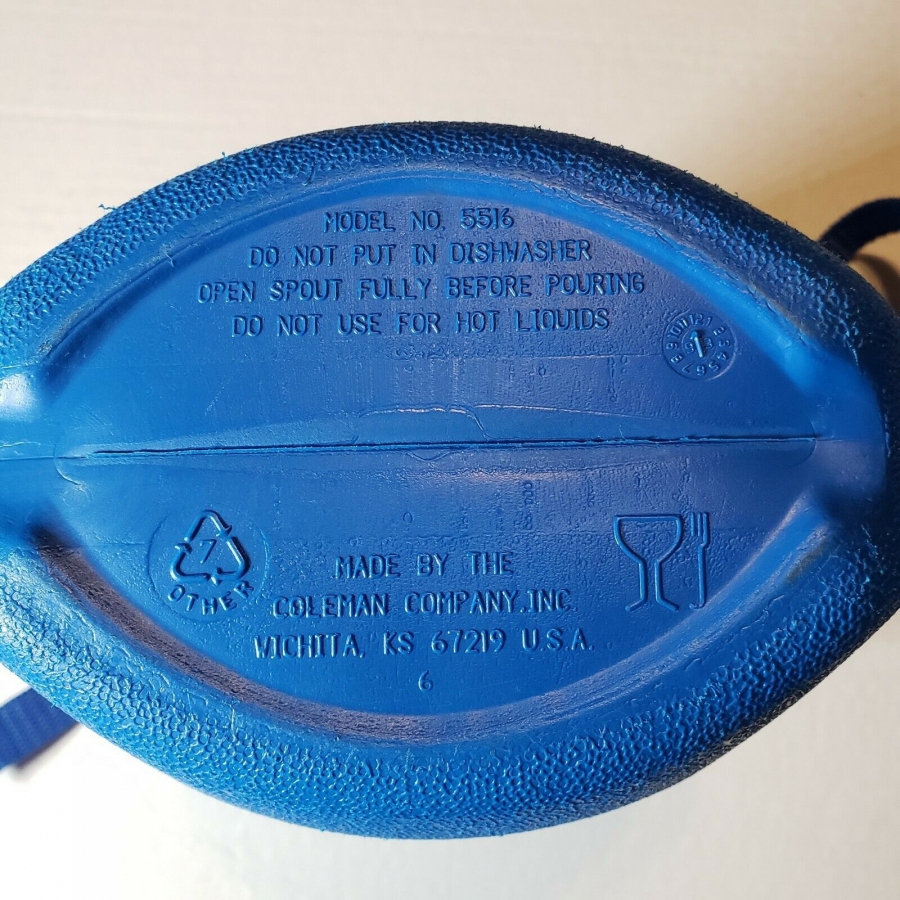 MODEL NO. 5516
DO NOT PUT IN DISHWASHER
OPEN SPOUT FULLY BEFORE POURING
DO NOT USE FOR HOT LIQUIDS
7
OTHER
MADE BY THE
COLEMAN COMPANY, INC.
WICHITA, KS 67219 U.S.A.
6